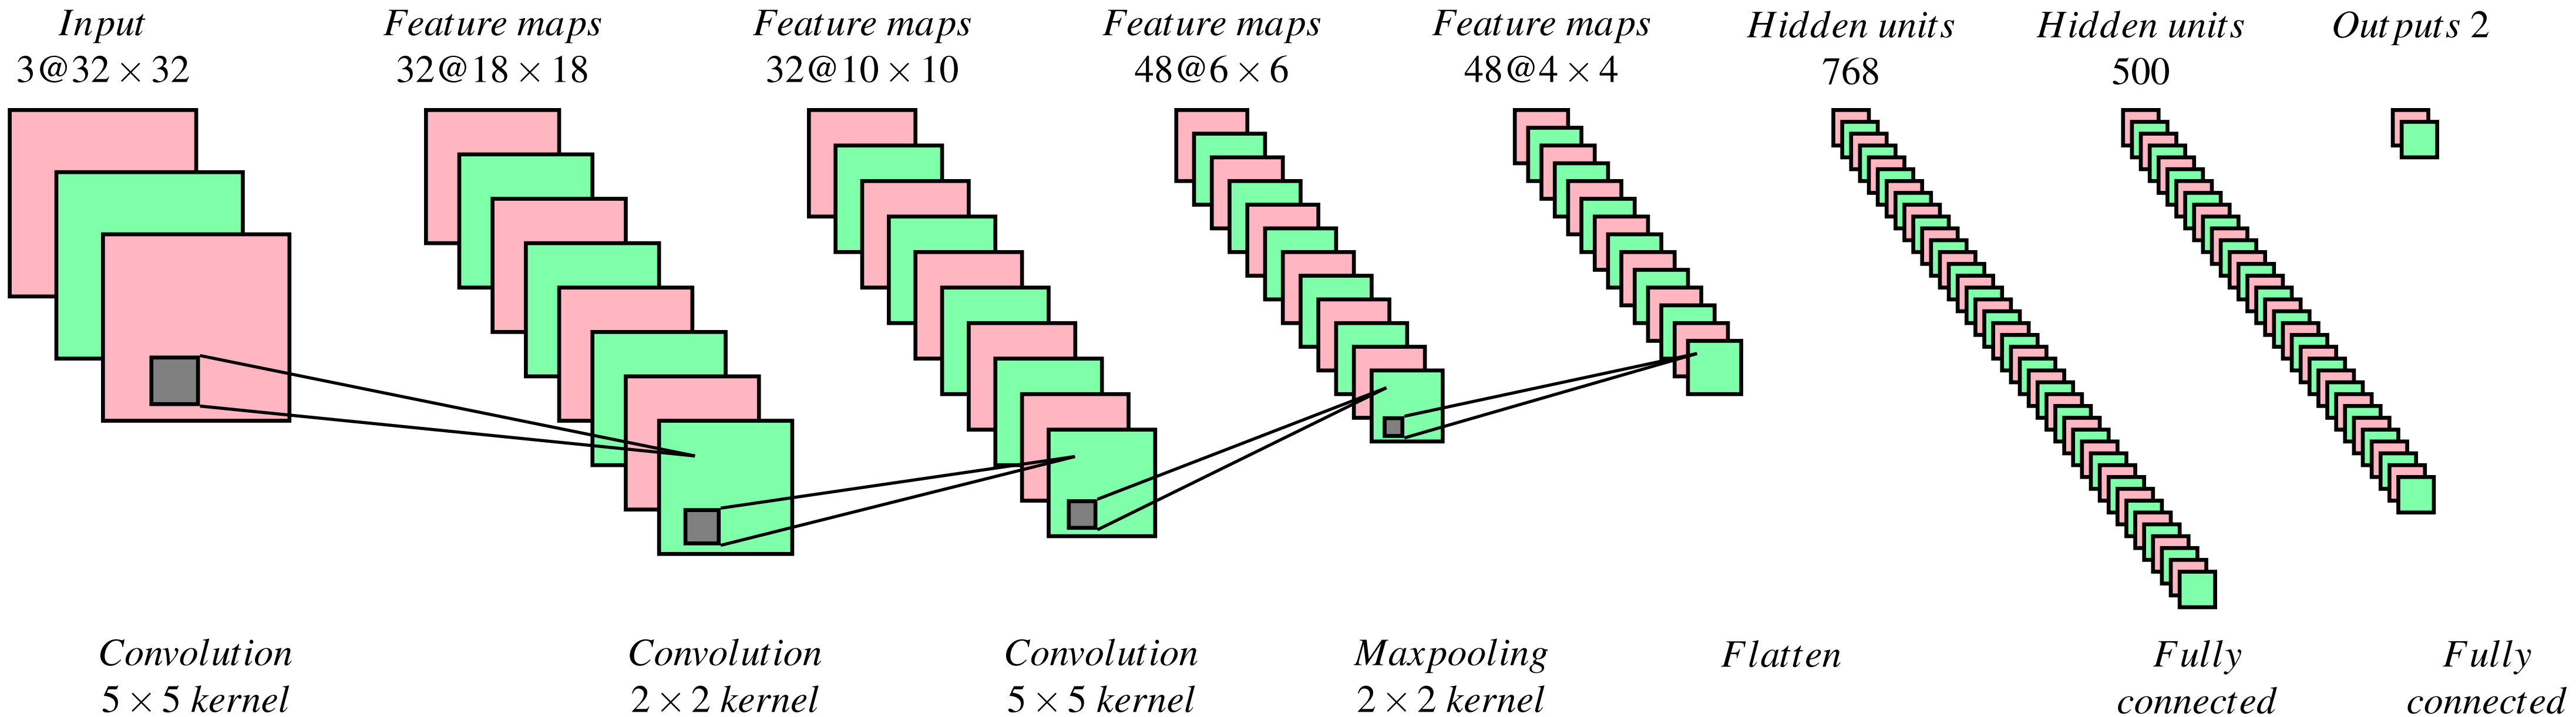 Input
3@32 × 32
Feature maps
32@18 × 18
Feature maps
32@10 × 10
Feature maps
48@6 × 6
Feature maps
48@4 × 4
Hidden units
768
Hidden units
500
Outputs 2
Convolution
5 × 5 kernel
Convolution
2 × 2 kernel
Convolution
5 × 5 kernel
Maxpooling
2 × 2 kernel
Flatten
Fully
connected
Fully
connected